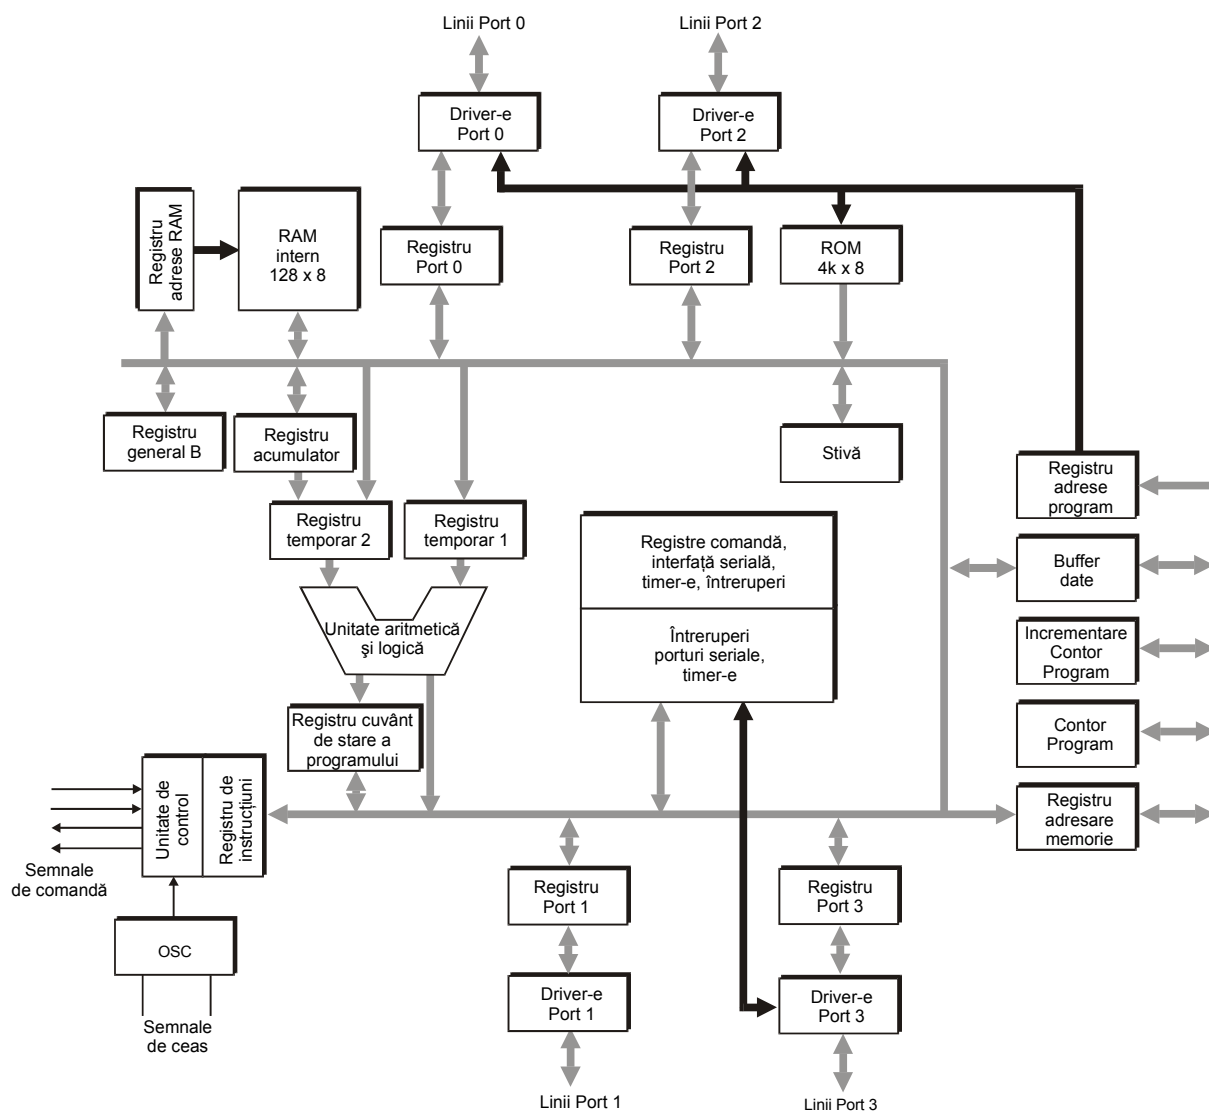 Linii Port 0
Linii Port 2
Driver-e
Port 0
Driver-e
Port 2
Registru
adrese RAM
RAM
intern
128 x 8
Registru
Port 0
Registru
Port 2
ROM
4k x 8
Registru
general B
Registru
acumulator
Stivă
Registru
adrese
program
Registru
temporar 2
Registru
temporar 1
Registre comandă,
interfață serială,
timer-e, întreruperi
Buffer
date
Unitate aritmetică
şi logică
Întreruperi
porturi seriale,
timer-e
Incrementare
Contor
Program
Registru cuvânt
de stare a
programului
Contor
Program
Unitate de
control
Registru de
instrucțiuni
Registru
adresare
memorie
Semnale
de comandă
Registru
Port 1
Registru
Port 3
OSC
Driver-e
Port 1
Driver-e
Port 3
Semnale
de ceas
Linii Port 1
Linii Port 3